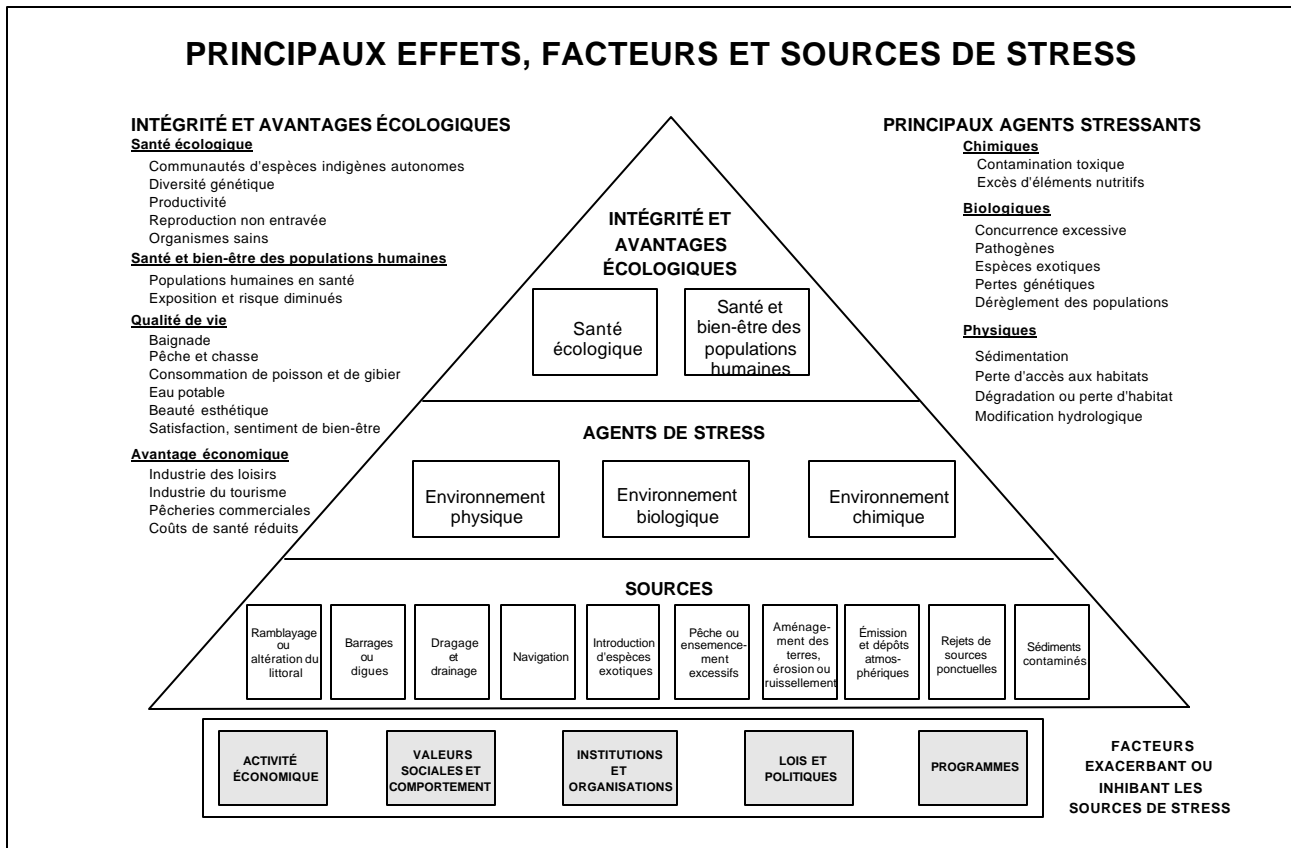 PRINCIPAUX EFFETS, FACTEURS ET SOURCES DE STRESS
INTÉGRITÉ ET AVANTAGES ÉCOLOGIQUES
Santé écologique
Communautés d'espèces indigènes autonomes
Diversité génétique
Productivité
Reproduction non entravée
Organismes sains
Santé et bien-être des populations humaines
Populations humaines en santé
Exposition et risque diminués
Qualité de vie
Baignade
Pêche et chasse
Consommation de poisson et de gibier
Eau potable
Beauté esthétique
Satisfaction, sentiment de bien-être
Avantage économique
Industrie des loisirs
Industrie du tourisme
Pêcheries commerciales
Coûts de santé réduits
PRINCIPAUX AGENTS STRESSANTS
Chimiques
Contamination toxique
Excès d'éléments nutritifs
Biologiques
Concurrence excessive
Pathogènes
Espèces exotiques
Pertes génétiques
Dérèglement des populations
Physiques
Sédimentation
Perte d'accès aux habitats
Dégradation ou perte d'habitat
Modification hydrologique
INTÉGRITÉ ET
AVANTAGES
ÉCOLOGIQUES
Santé
écologique
Santé et
bien-être des
populations
humaines
AGENTS DE STRESS
Environnement
physique
Environnement
biologique
Environnement
chimique
SOURCES
Ramblayage
ou
altération du
littoral
Barrages
ou
digues
Dragage
et
drainage
Navigation
Introduction
d'espèces
exotiques
Pêche ou
ensemence-
ment
excessifs
Aménage-
ment des
terres,
érosion ou
ruissellement
Émission
et dépôts
atmos-
phériques
Rejets de
sources
ponctuelles
Sédiments
contaminés
ACTIVITÉ
ÉCONOMIQUE
VALEURS
SOCIALES ET
COMPORTEMENT
INSTITUTIONS
ET
ORGANISATIONS
LOIS ET
POLITIQUES
PROGRAMMES
FACTEURS
EXACERBANT OU
INHIBANT LES
SOURCES DE STRESS